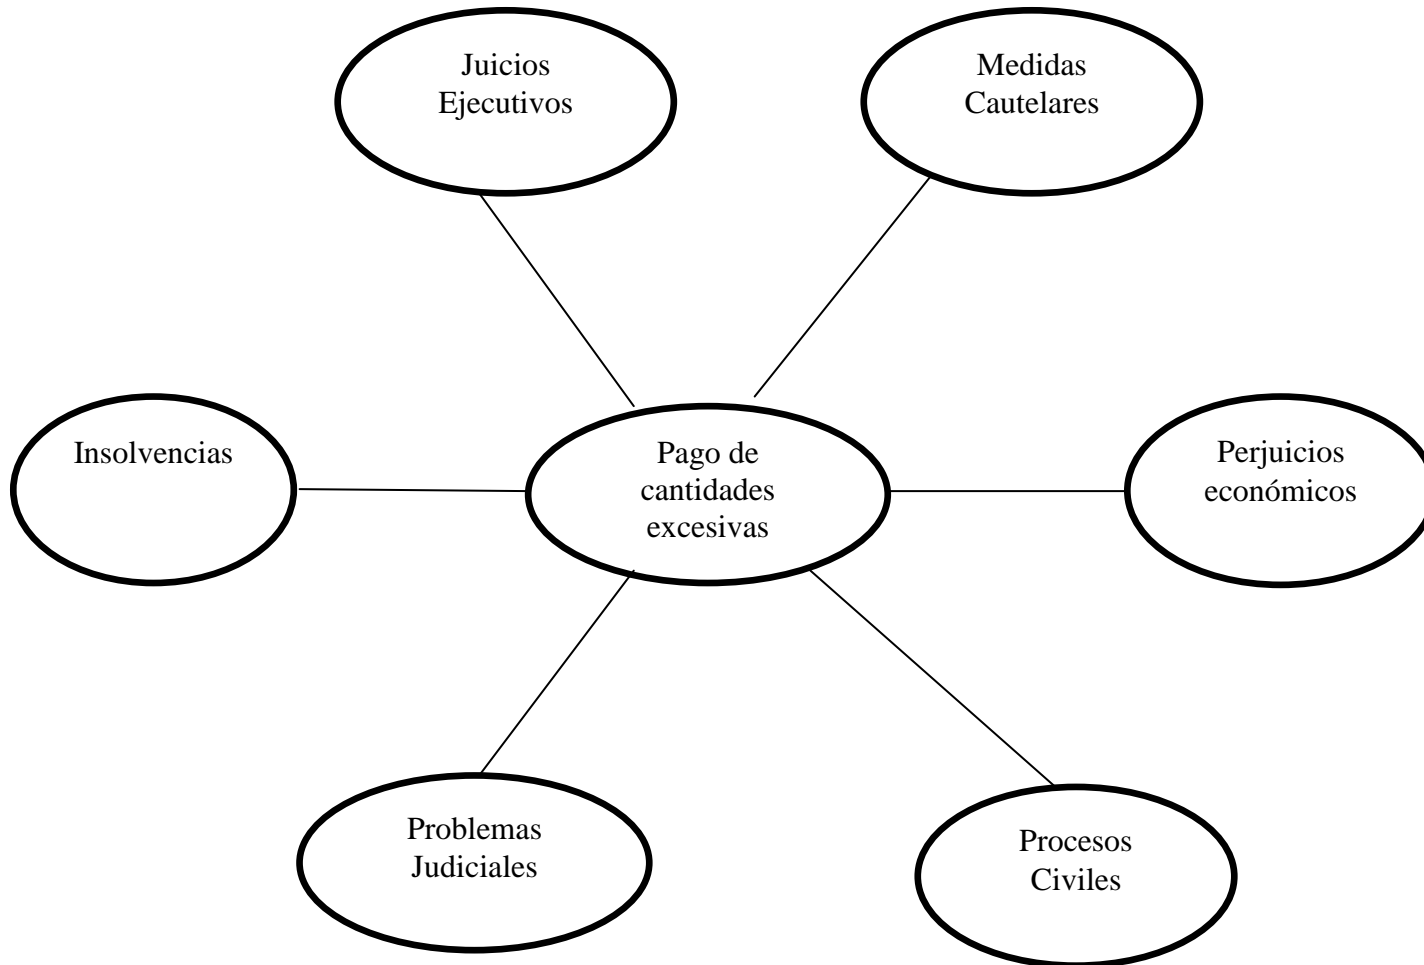 Juicios
Ejecutivos
Medidas
Cautelares
Insolvencias
Pago de
cantidades
excesivas
Perjuicios
económicos
Problemas
Judiciales
Procesos
Civiles